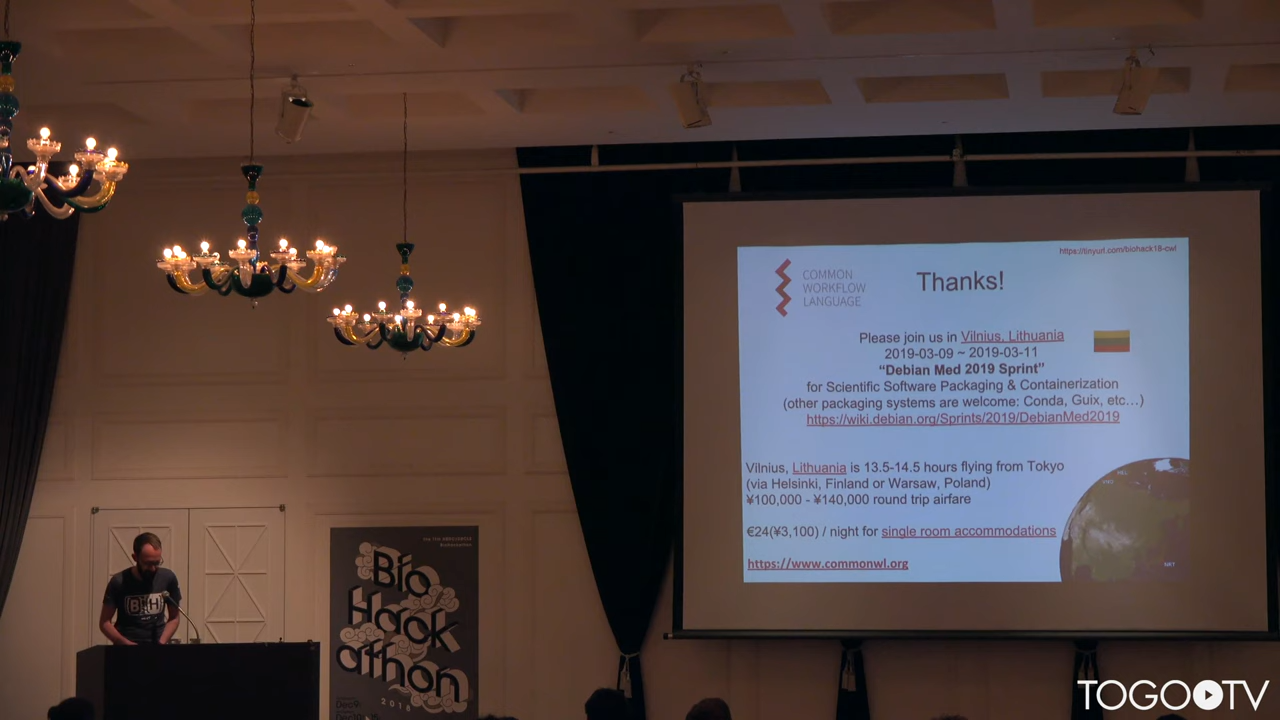 https://tinyurl.com/biohack18-cwl
COMMON
WORKFLOW
LANGUAGE
Thanks!
Please join us in Vilnius, Lithuania
2019-03-09 ~ 2019-03-11
“Debian Med 2019 Sprint”
for Scientific Software Packaging & Containerization
(other packaging systems are welcome: Conda, Guix, etc…)
https://wiki.debian.org/Sprints/2019/DebianMed2019
Vilnius, Lithuania is 13.5-14.5 hours flying from Tokyo
(via Helsinki, Finland or Warsaw, Poland)
¥100,000 - ¥140,000 round trip airfare
€24(¥3,100) / night for single room accommodations
https://www.commonwl.org
Bio
Hack
athon
2018
TOGOTV